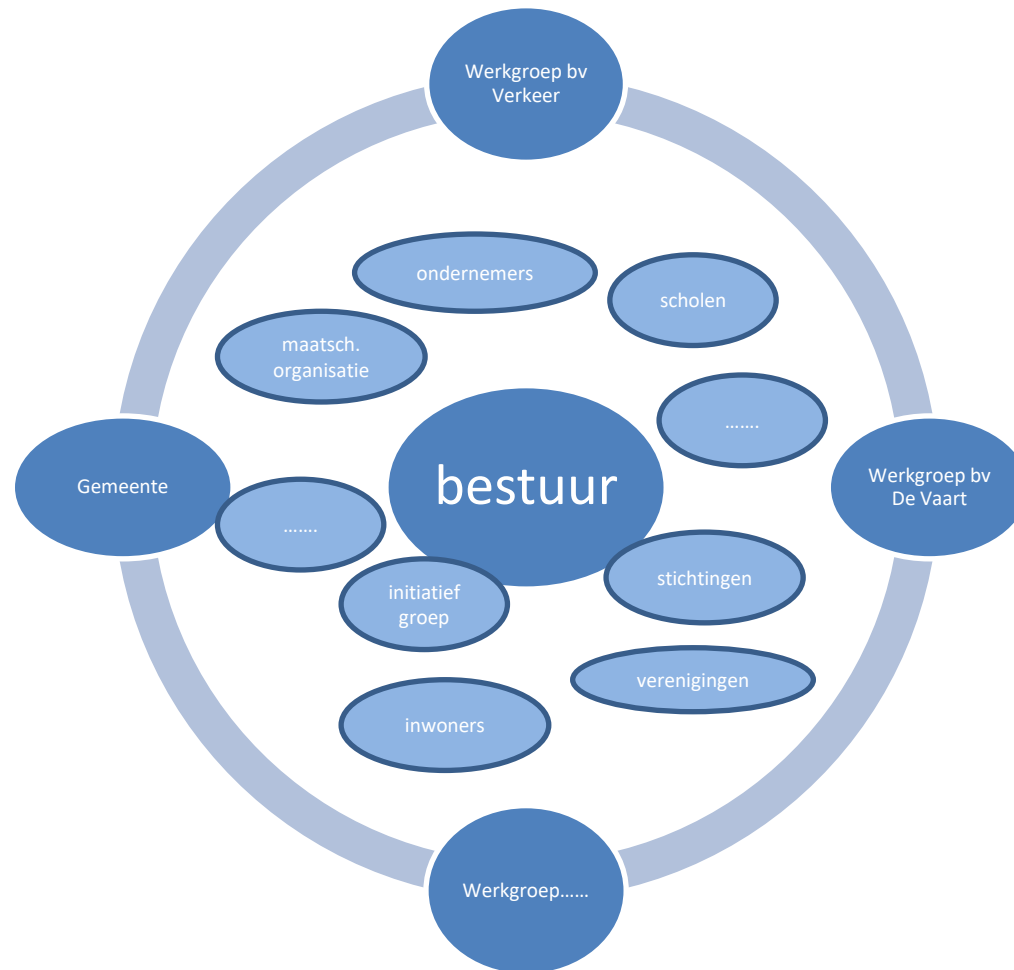 Werkgroep bv
Verkeer
ondernemers
scholen
maatsch.
organisatie
…….
Gemeente
bestuur
Werkgroep bv
De Vaart
…….
stichtingen
initiatief
groep
verenigingen
inwoners
Werkgroep……